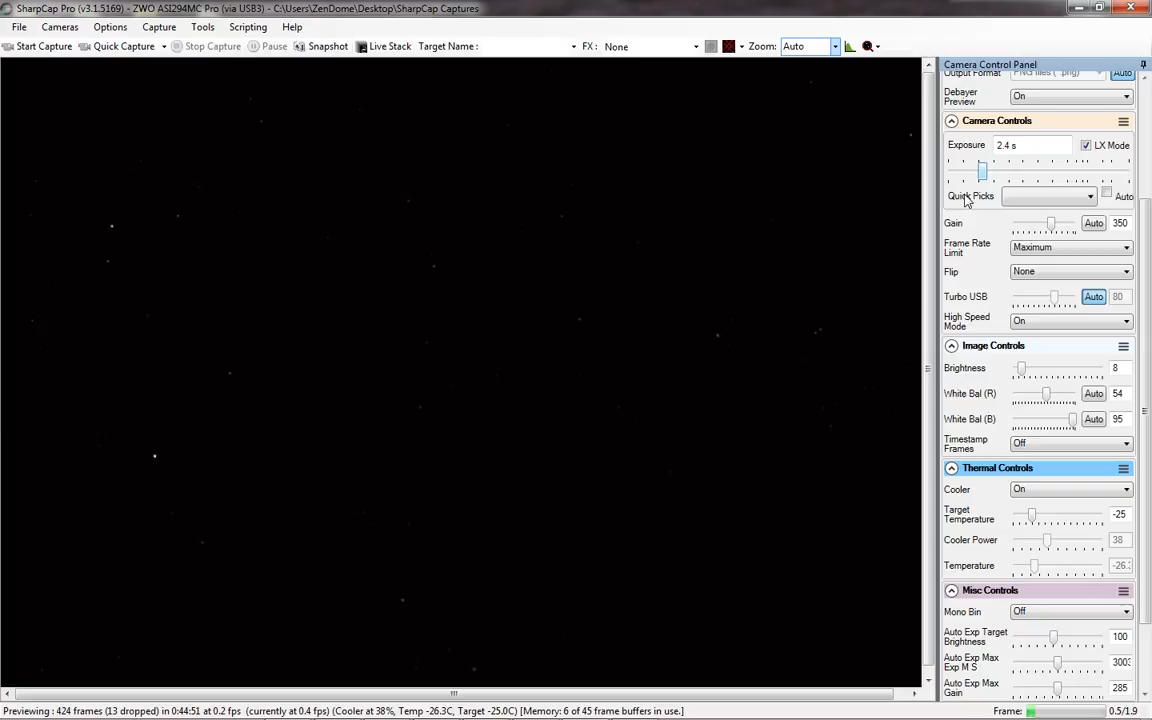 SharpCap Pro (v3.1.5169) - ZWO ASI294MC Pro (via USB3) - C:\Users\ZenDome\Desktop\SharpCap Captures
File Cameras Options Capture Tools Scripting Help
Start Capture Quick Capture Stop Capture Pause Snapshot Live Stack Target Name : FX : None Zoom: Auto
Camera Control Panel
Output Format PNG files (*.png) Auto
Debayer Preview On
Camera Controls
Exposure 2.4 s LX Mode
Quick Picks Auto
Gain Auto 350
Frame Rate Limit Maximum
Flip None
Turbo USB Auto 80
High Speed Mode On
Image Controls
Brightness 8
White Bal (R) Auto 54
White Bal (B) Auto 95
Timestamp Frames Off
Thermal Controls
Cooler On
Target Temperature -25
Cooler Power 38
Temperature -26.
Misc Controls
Mono Bin Off
Auto Exp Target Brightness 100
Auto Exp Max Exp M S 3003
Auto Exp Max Gain 285
Previewing : 424 frames (13 dropped) in 0:44:51 at 0.2 fps (currently at 0.4 fps) (Cooler at 38%, Temp -26.3C, Target -25.0C) [Memory: 6 of 45 frame buffers in use.] Frame: 0.5/1.9